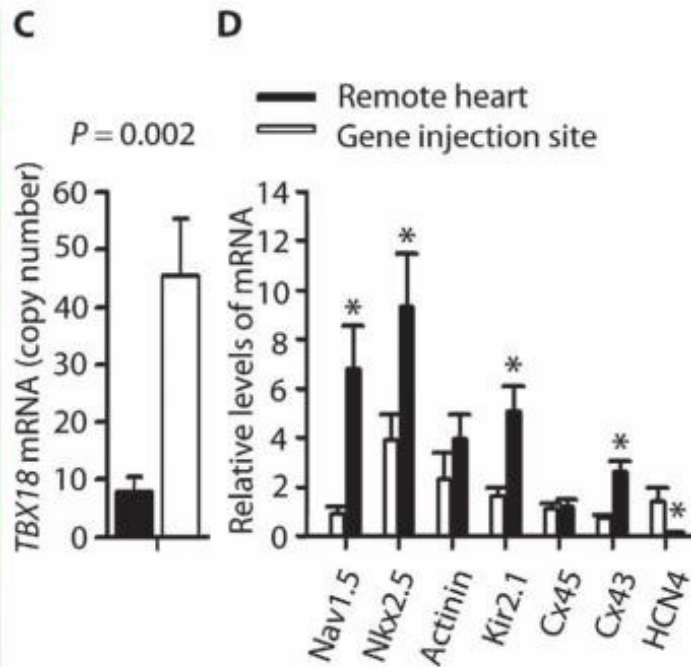 C
D
Remote heart
Gene injection site
P = 0.002
TBX18 mRNA (copy number)
60
50
40
30
20
10
0
Relative levels of mRNA
14
12
10
8
6
4
2
0
*
*
*
*
*
Nav1.5
Nkx2.5
Actinin
Kir2.1
Cx45
Cx43
HCN4